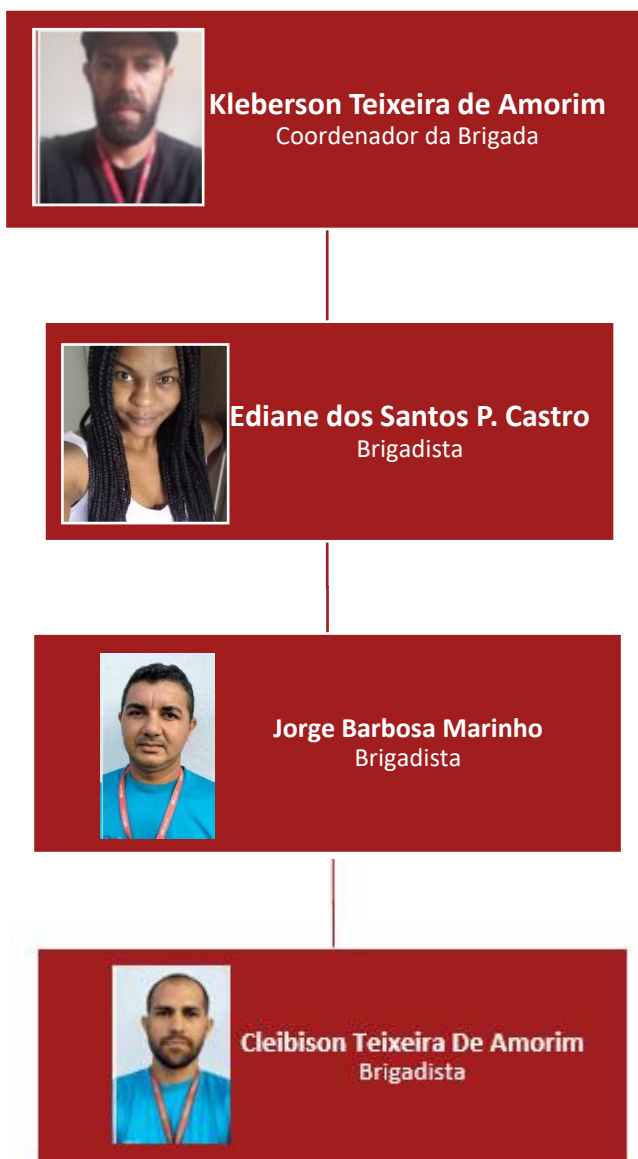 Kleberson Teixeira de Amorim
Coordenador da Brigada
Ediane dos Santos P. Castro
Brigadista
Jorge Barbosa Marinho
Brigadista
Cleibison Teixeira De Amorim
Brigadista